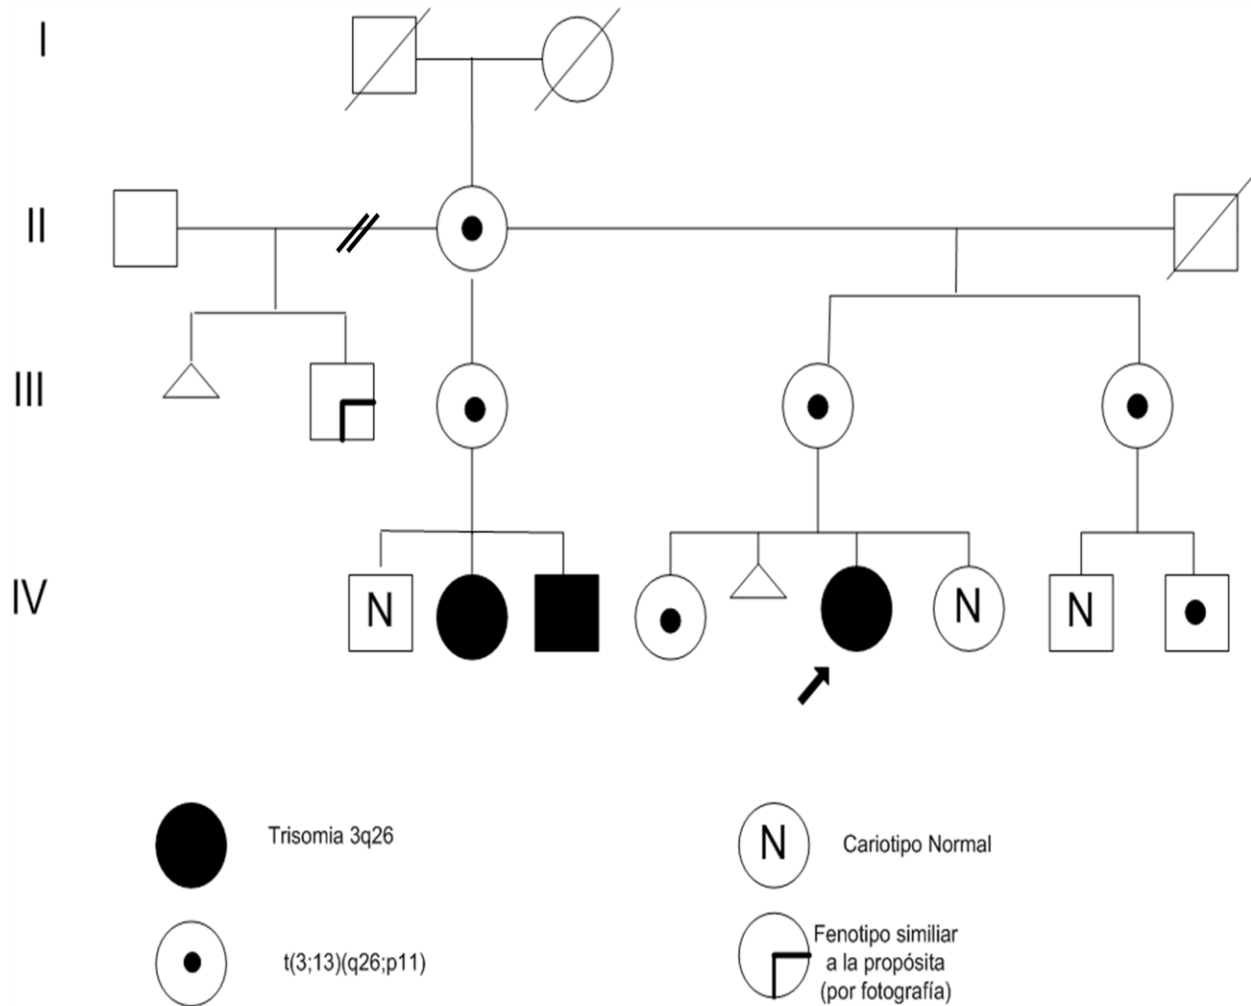 I
II
III
IV
N
N
N
Trisomia 3q26
N
Cariotipo Normal
t(3;13)(q26;p11)
Fenotipo similiar
a la propósita
(por fotografía)